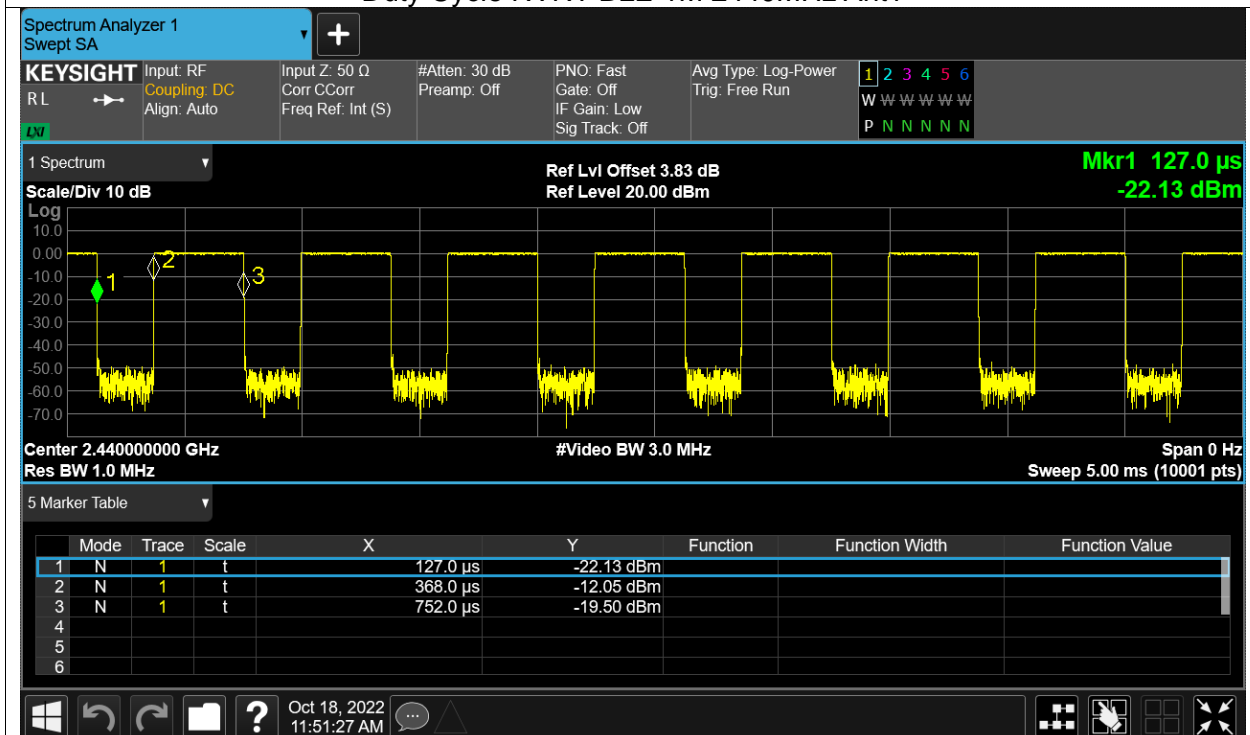 Spectrum Analyzer 1
Swept SA
+
KEYSIGHT Input: RF Input Z: 50 Ω #Atten: 30 dB PNO: Fast Avg Type: Log-Power 1 2 3 4 5 6
R L Coupling: DC Corr CCorr Preamp: Off Gate: Off Trig: Free Run W W W W W W
Align: Auto Freq Ref: Int (S) IF Gain: Low
LXI Sig Track: Off P N N N N N
1 Spectrum Ref Lvl Offset 3.83 dB Mkr1 127.0 µs
Scale/Div 10 dB Ref Level 20.00 dBm -22.13 dBm
Log
10.0
0.00
-10.0
-20.0
-30.0
-40.0
-50.0
-60.0
-70.0
1
2
3
Center 2.440000000 GHz #Video BW 3.0 MHz Span 0 Hz
Res BW 1.0 MHz Sweep 5.00 ms (10001 pts)
5 Marker Table
Mode Trace Scale X Y Function Function Width Function Value
1 N 1 t 127.0 µs -22.13 dBm
2 N 1 t 368.0 µs -12.05 dBm
3 N 1 t 752.0 µs -19.50 dBm
4
5
6
? Oct 18, 2022
11:51:27 AM